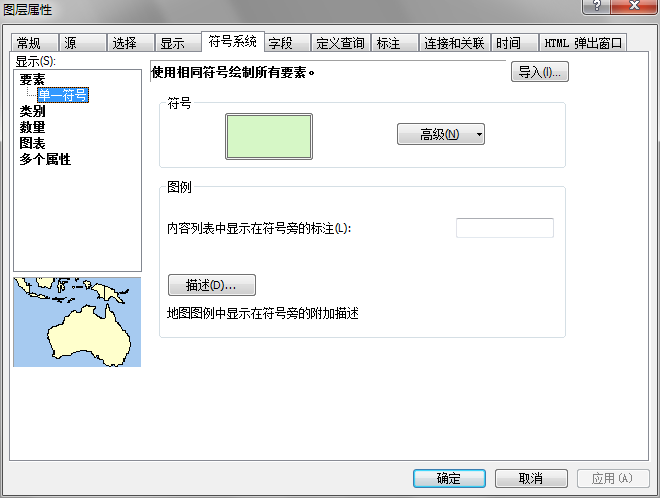 图层属性
常规 源 选择 显示 符号系统 字段 定义查询 标注 连接和关联 时间 HTML 弹出窗口
显示(S):
要素
单一符号
类别
数量
图表
多个属性
使用相同符号绘制所有要素。
导入(I)...
符号
高级(N)
图例
内容列表中显示在符号旁的标注(L):
描述(D)...
地图图例中显示在符号旁的附加描述
确定 取消 应用(A)